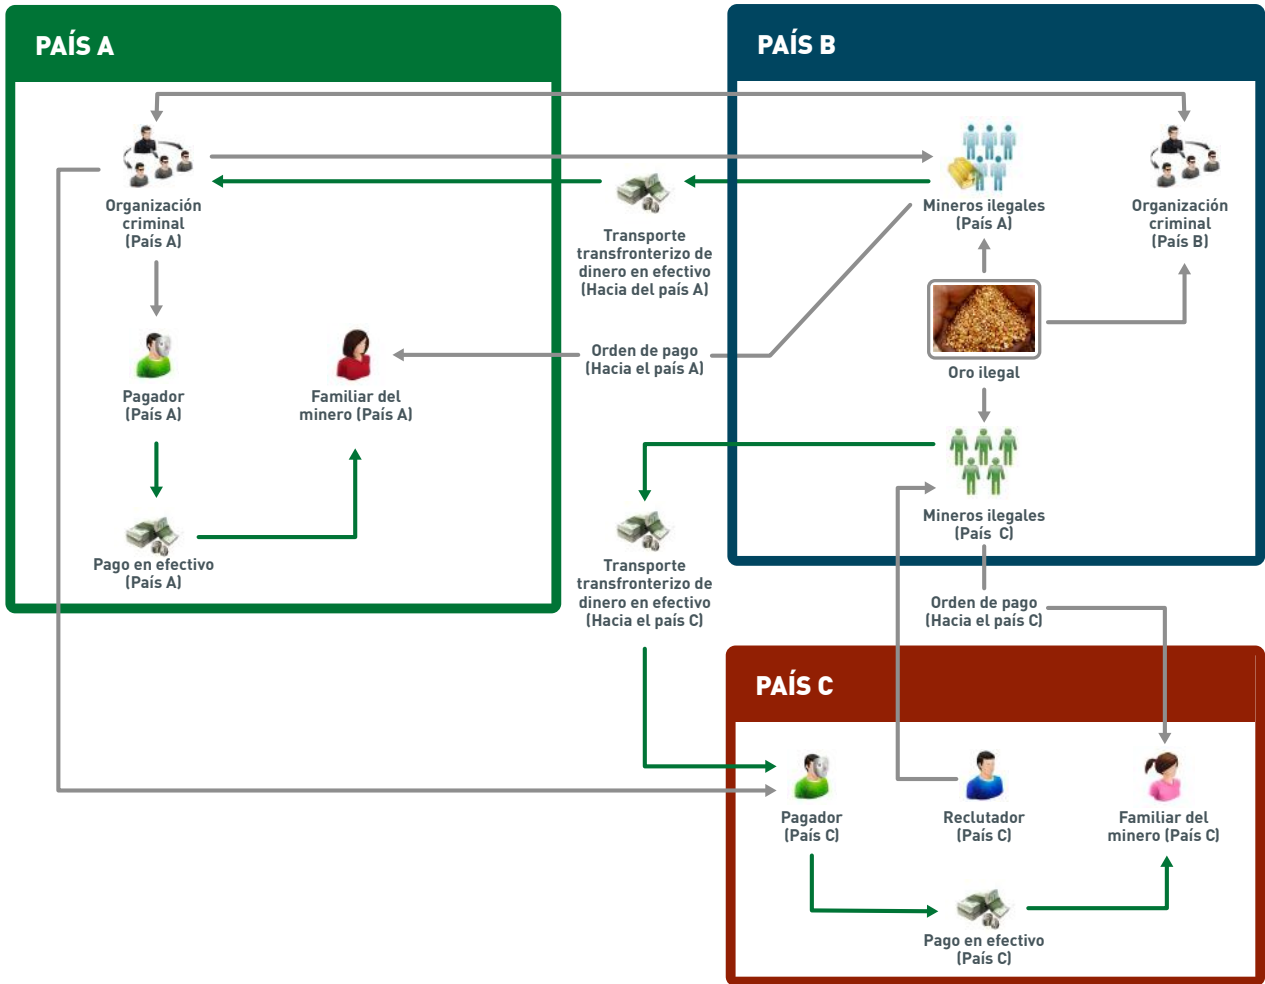 PAÍS A
Organización
criminal
(País A)
Pagador
(País A)
Familiar del
minero (País A)
Pago en efectivo
(País A)
Transporte
transfronterizo de
dinero en efectivo
(Hacia del país A)
Orden de pago
(Hacia el país A)
Transporte
transfronterizo de
dinero en efectivo
(Hacia el país C)
PAÍS B
Mineros ilegales
(País A)
Organización
criminal
(País B)
Oro ilegal
Mineros ilegales
(País C)
Orden de pago
(Hacia el país C)
PAÍS C
Pagador
(País C)
Reclutador
(País C)
Familiar del
minero (País C)
Pago en efectivo
(País C)